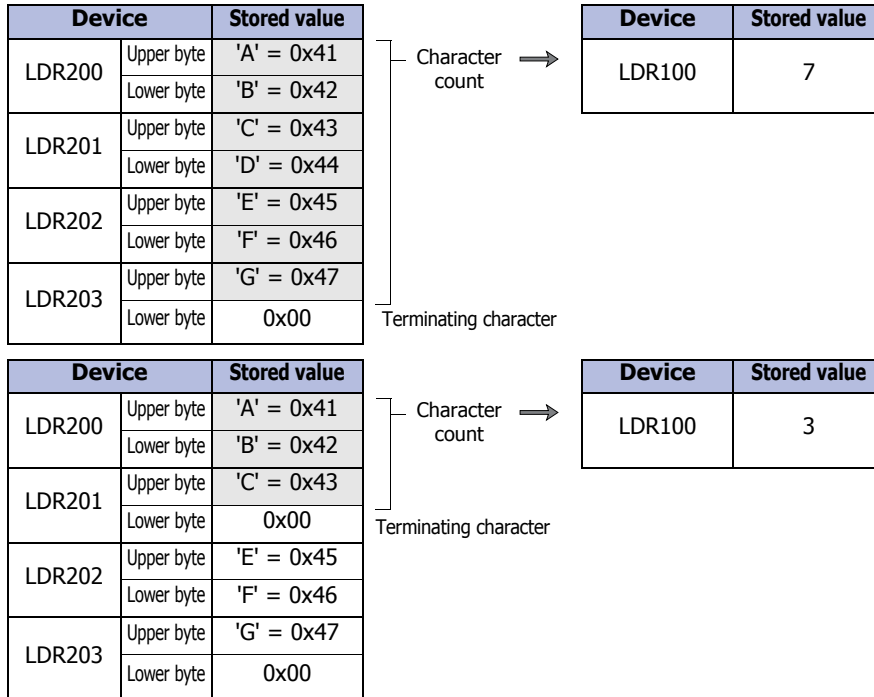 Device Stored value
LDR200 Upper byte 'A' = 0x41
Lower byte 'B' = 0x42
LDR201 Upper byte 'C' = 0x43
Lower byte 'D' = 0x44
LDR202 Upper byte 'E' = 0x45
Lower byte 'F' = 0x46
LDR203 Upper byte 'G' = 0x47
Lower byte 0x00
Character
count
Terminating character
Device Stored value
LDR100 7
Device Stored value
LDR200 Upper byte 'A' = 0x41
Lower byte 'B' = 0x42
LDR201 Upper byte 'C' = 0x43
Lower byte 0x00
LDR202 Upper byte 'E' = 0x45
Lower byte 'F' = 0x46
LDR203 Upper byte 'G' = 0x47
Lower byte 0x00
Character
count
Terminating character
Device Stored value
LDR100 3